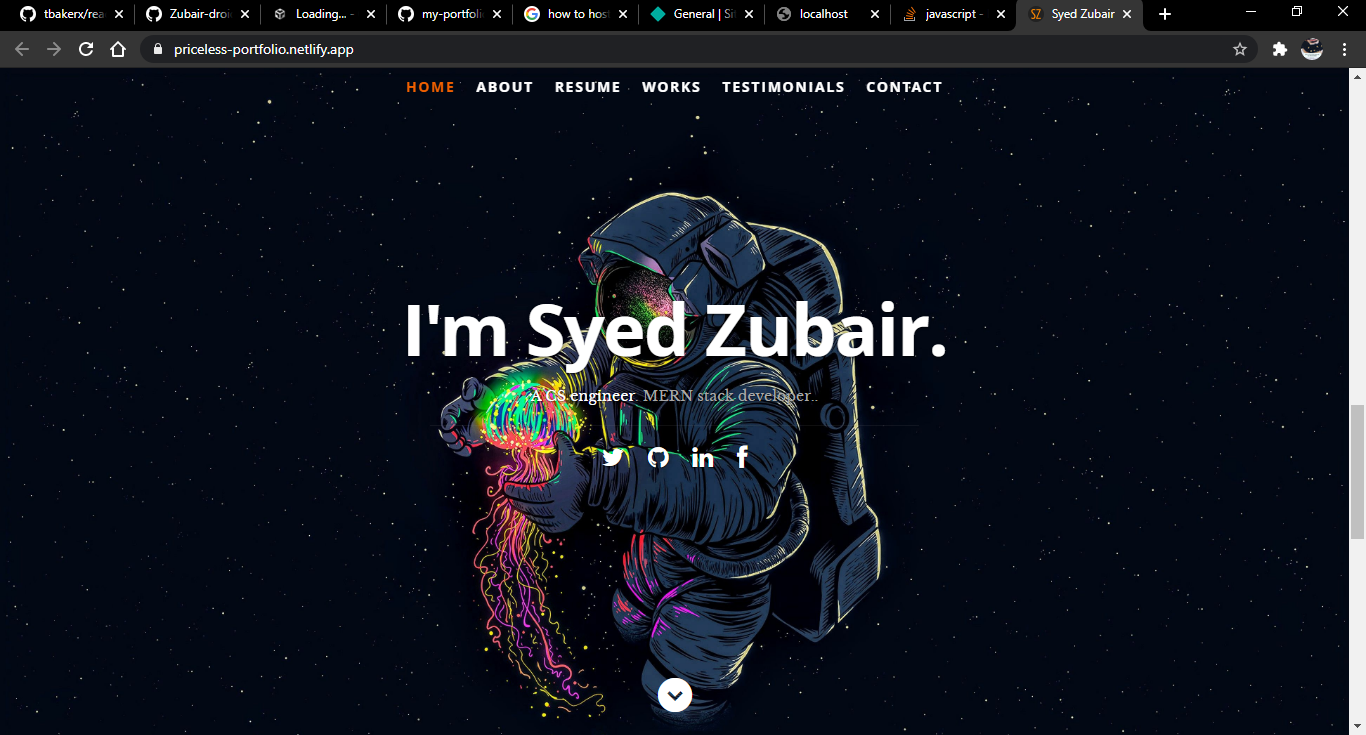 tbakerx/rea
Zubair-droi
Loading... -
my-portfoli
how to host
General | Si
localhost
javascript -
SZ Syed Zubair
priceless-portfolio.netlify.app
HOME ABOUT RESUME WORKS TESTIMONIALS CONTACT
I'm Syed Zubair.
A CS engineer. MERN stack developer..